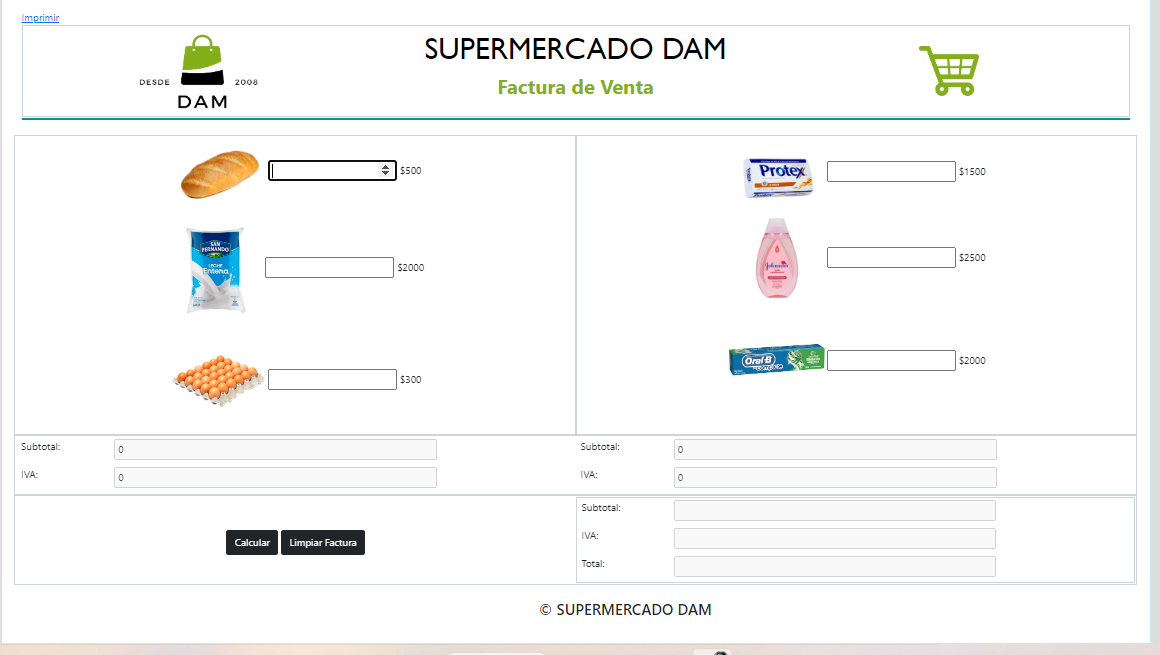 Imprimir
DESDE 2008
DAM
SUPERMERCADO DAM
Factura de Venta
$500
SAN FERNANDO
LECHE
Entera
$2000
$300
Protex
$1500
Johnson's
$2500
Oral-B
complete
$2000
Subtotal: 0
IVA: 0
Subtotal: 0
IVA: 0
Calcular Limpiar Factura
Subtotal:
IVA:
Total:
© SUPERMERCADO DAM